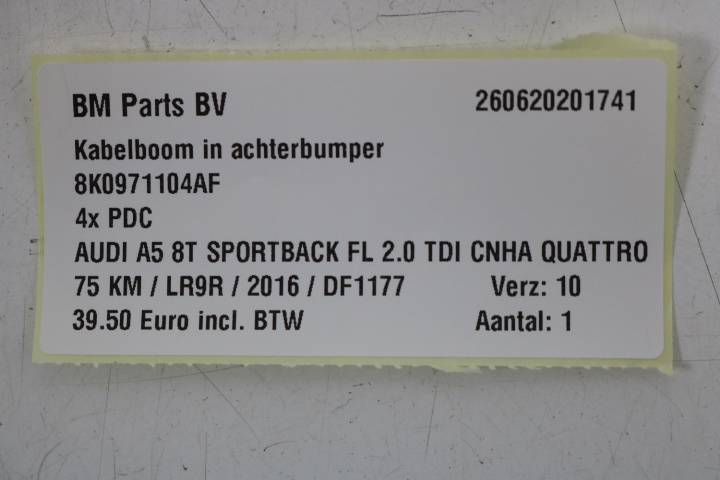 BM Parts BV 260620201741
Kabelboom in achterbumper
8K0971104AF
4x PDC
AUDI A5 8T SPORTBACK FL 2.0 TDI CNHA QUATTRO
75 KM / LR9R / 2016 / DF1177 Verz: 10
39.50 Euro incl. BTW Aantal: 1